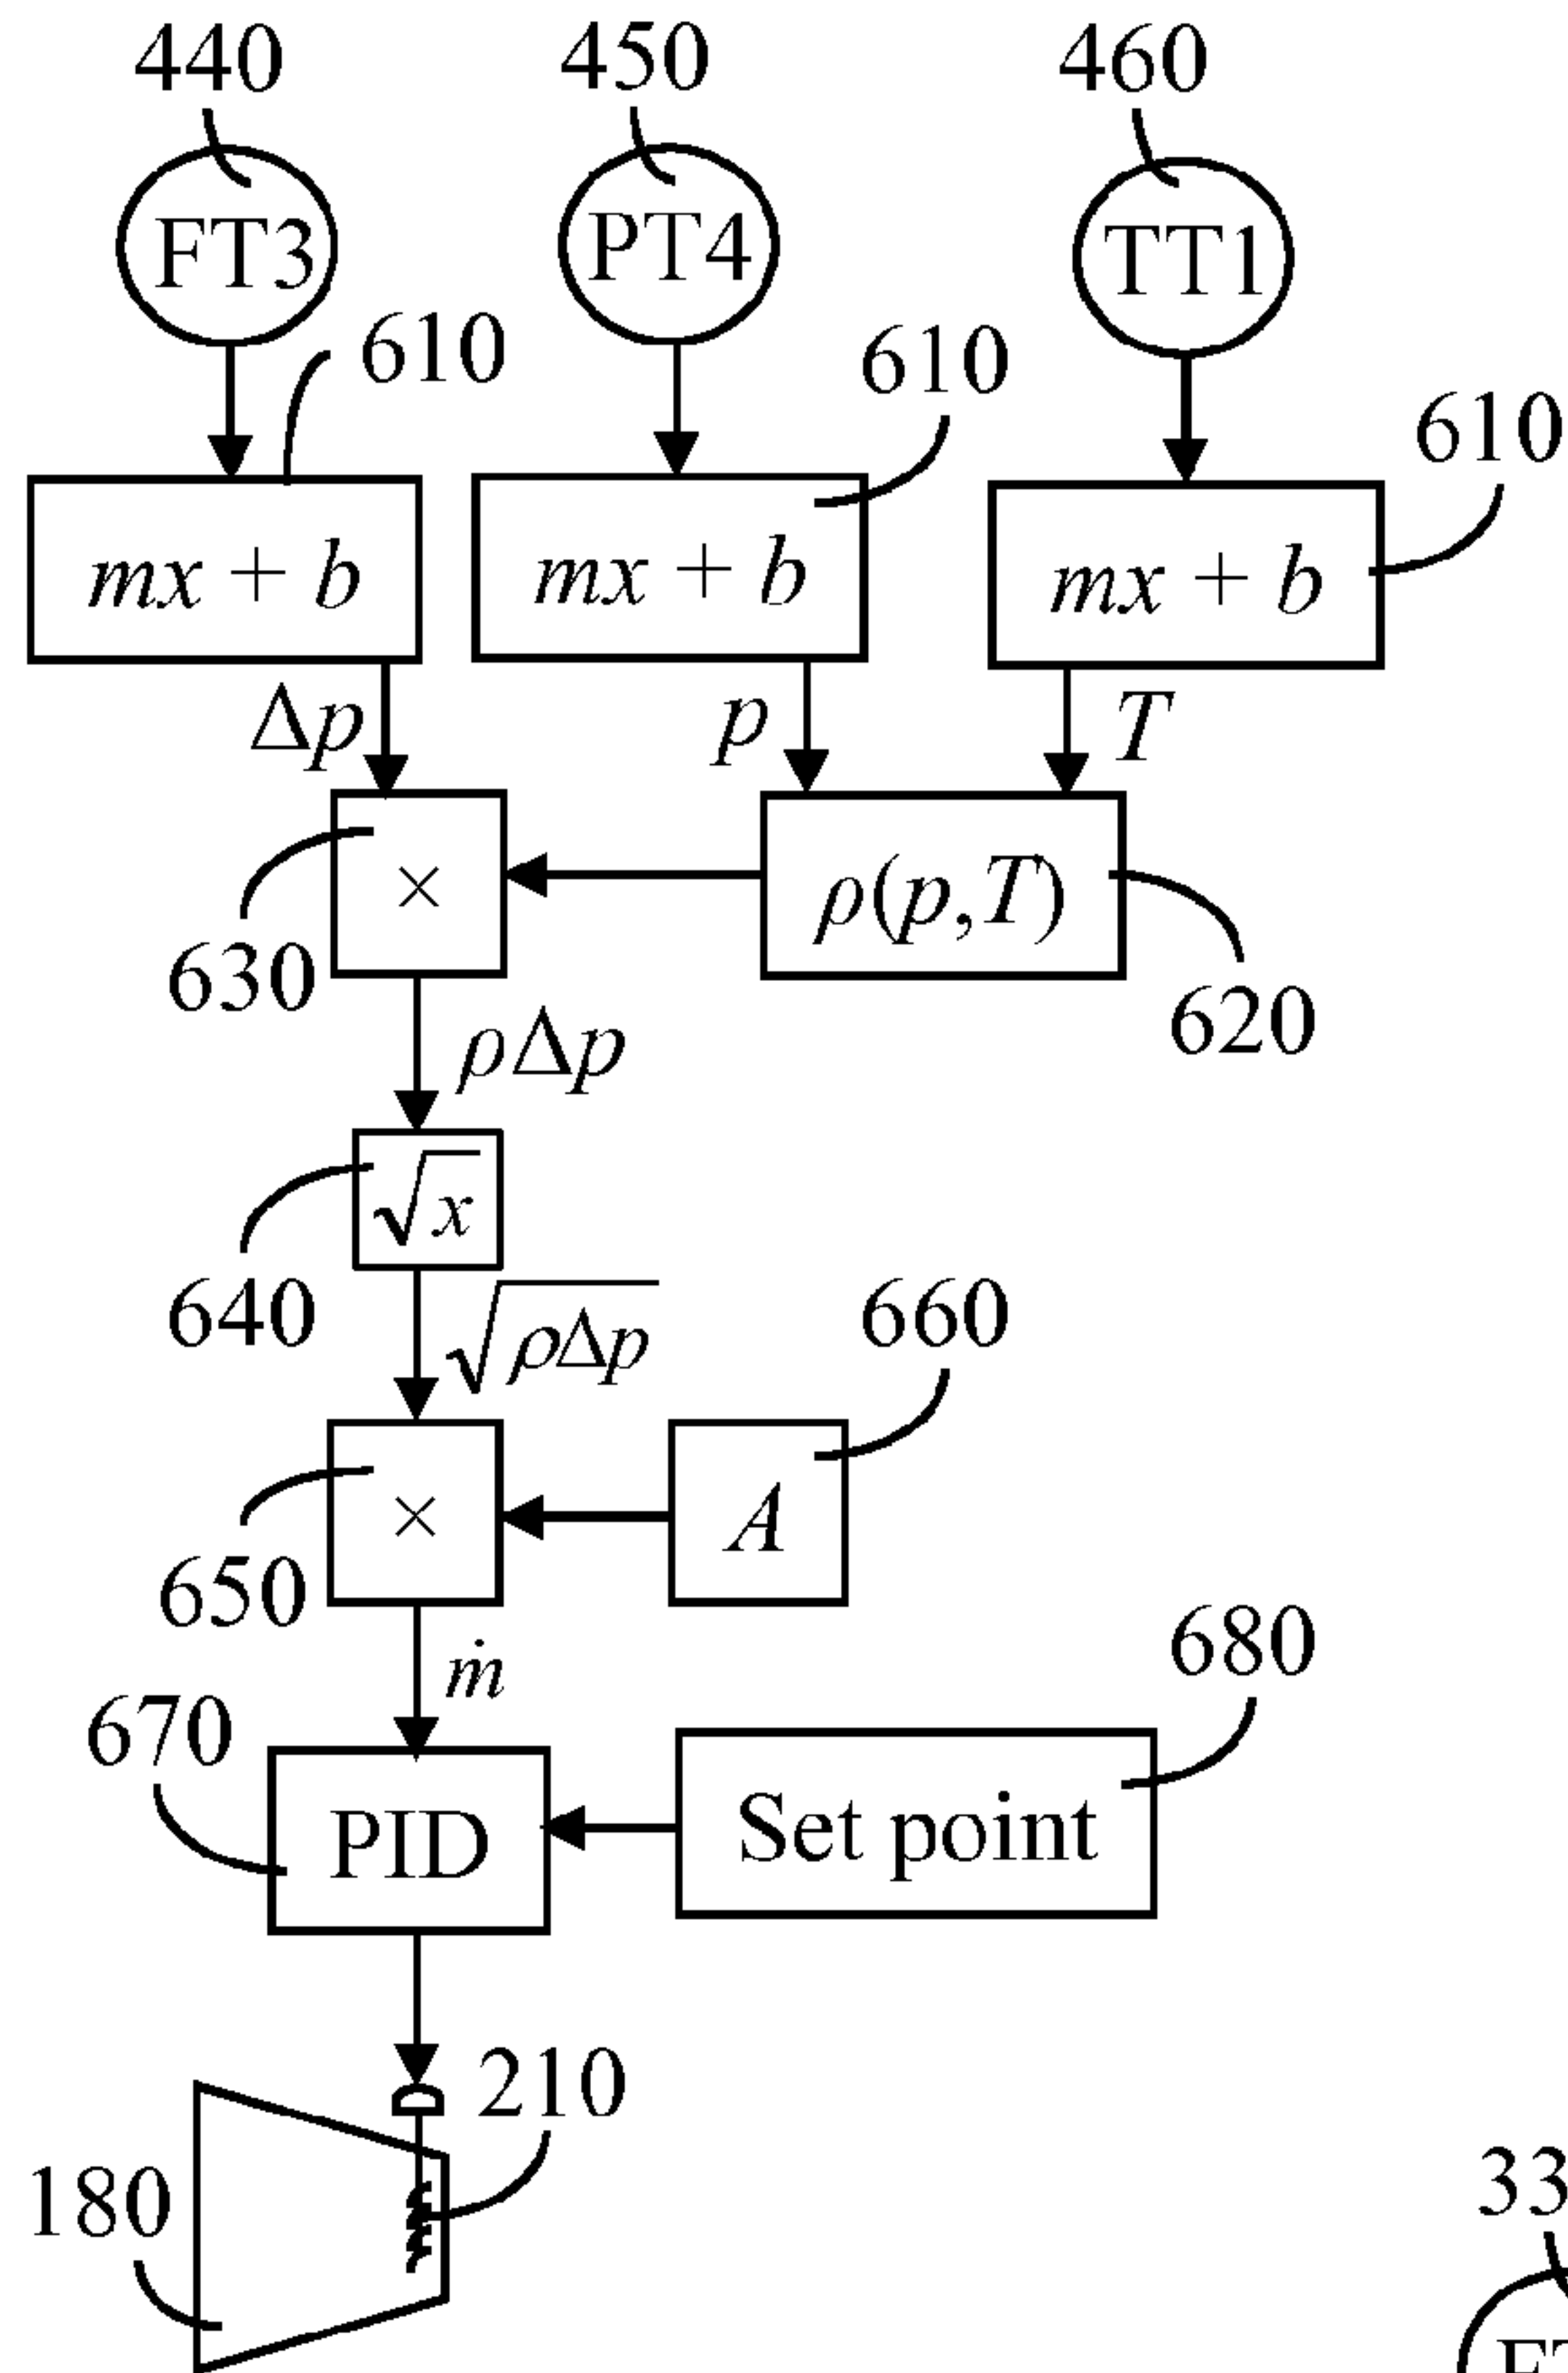 440 450 460
FT3 PT4 TT1
610 610 610
mx + b mx + b mx + b
Δp p T
× ρ(p,T)
630 620
ρΔp
√x
640 √ρΔp 660
× A
650 680
ṁ
670
PID Set point
210
180
33